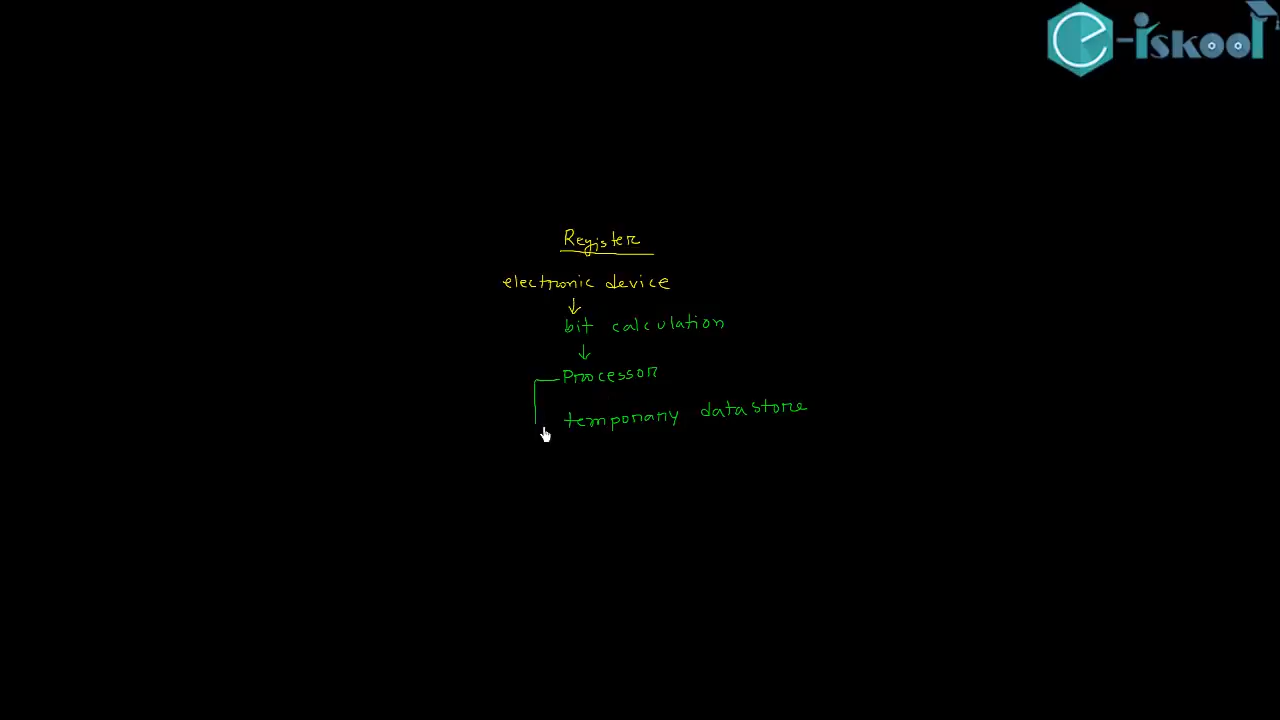 e-iskool
Register
electronic device
↓
bit calculation
↓
Processor
temporary datastore